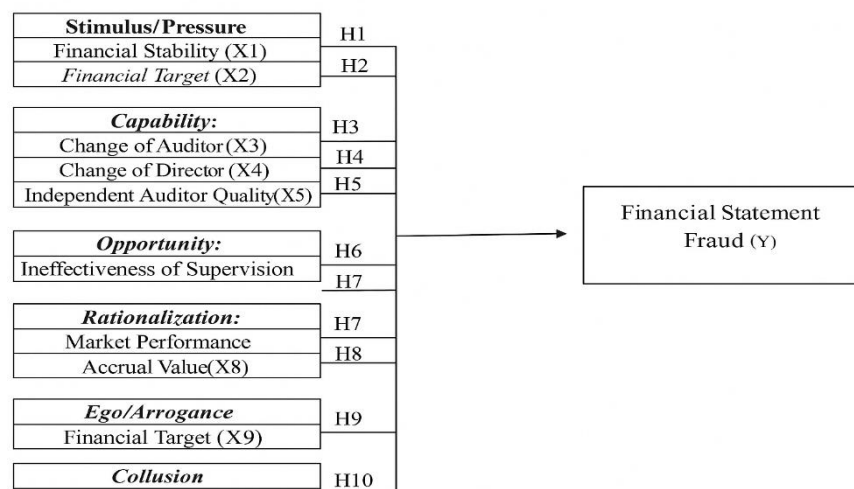 Stimulus/Pressure
H1
Financial Stability (X1)
H2
Financial Target (X2)
Capability:
H3
Change of Auditor (X3)
H4
Change of Director (X4)
H5
Independent Auditor Quality(X5)
Financial Statement
Fraud (Y)
Opportunity:
H6
Ineffectiveness of Supervision
H7
Rationalization:
H7
Market Performance
H8
Accrual Value(X8)
Ego/Arrogance
H9
Financial Target (X9)
Collusion
H10